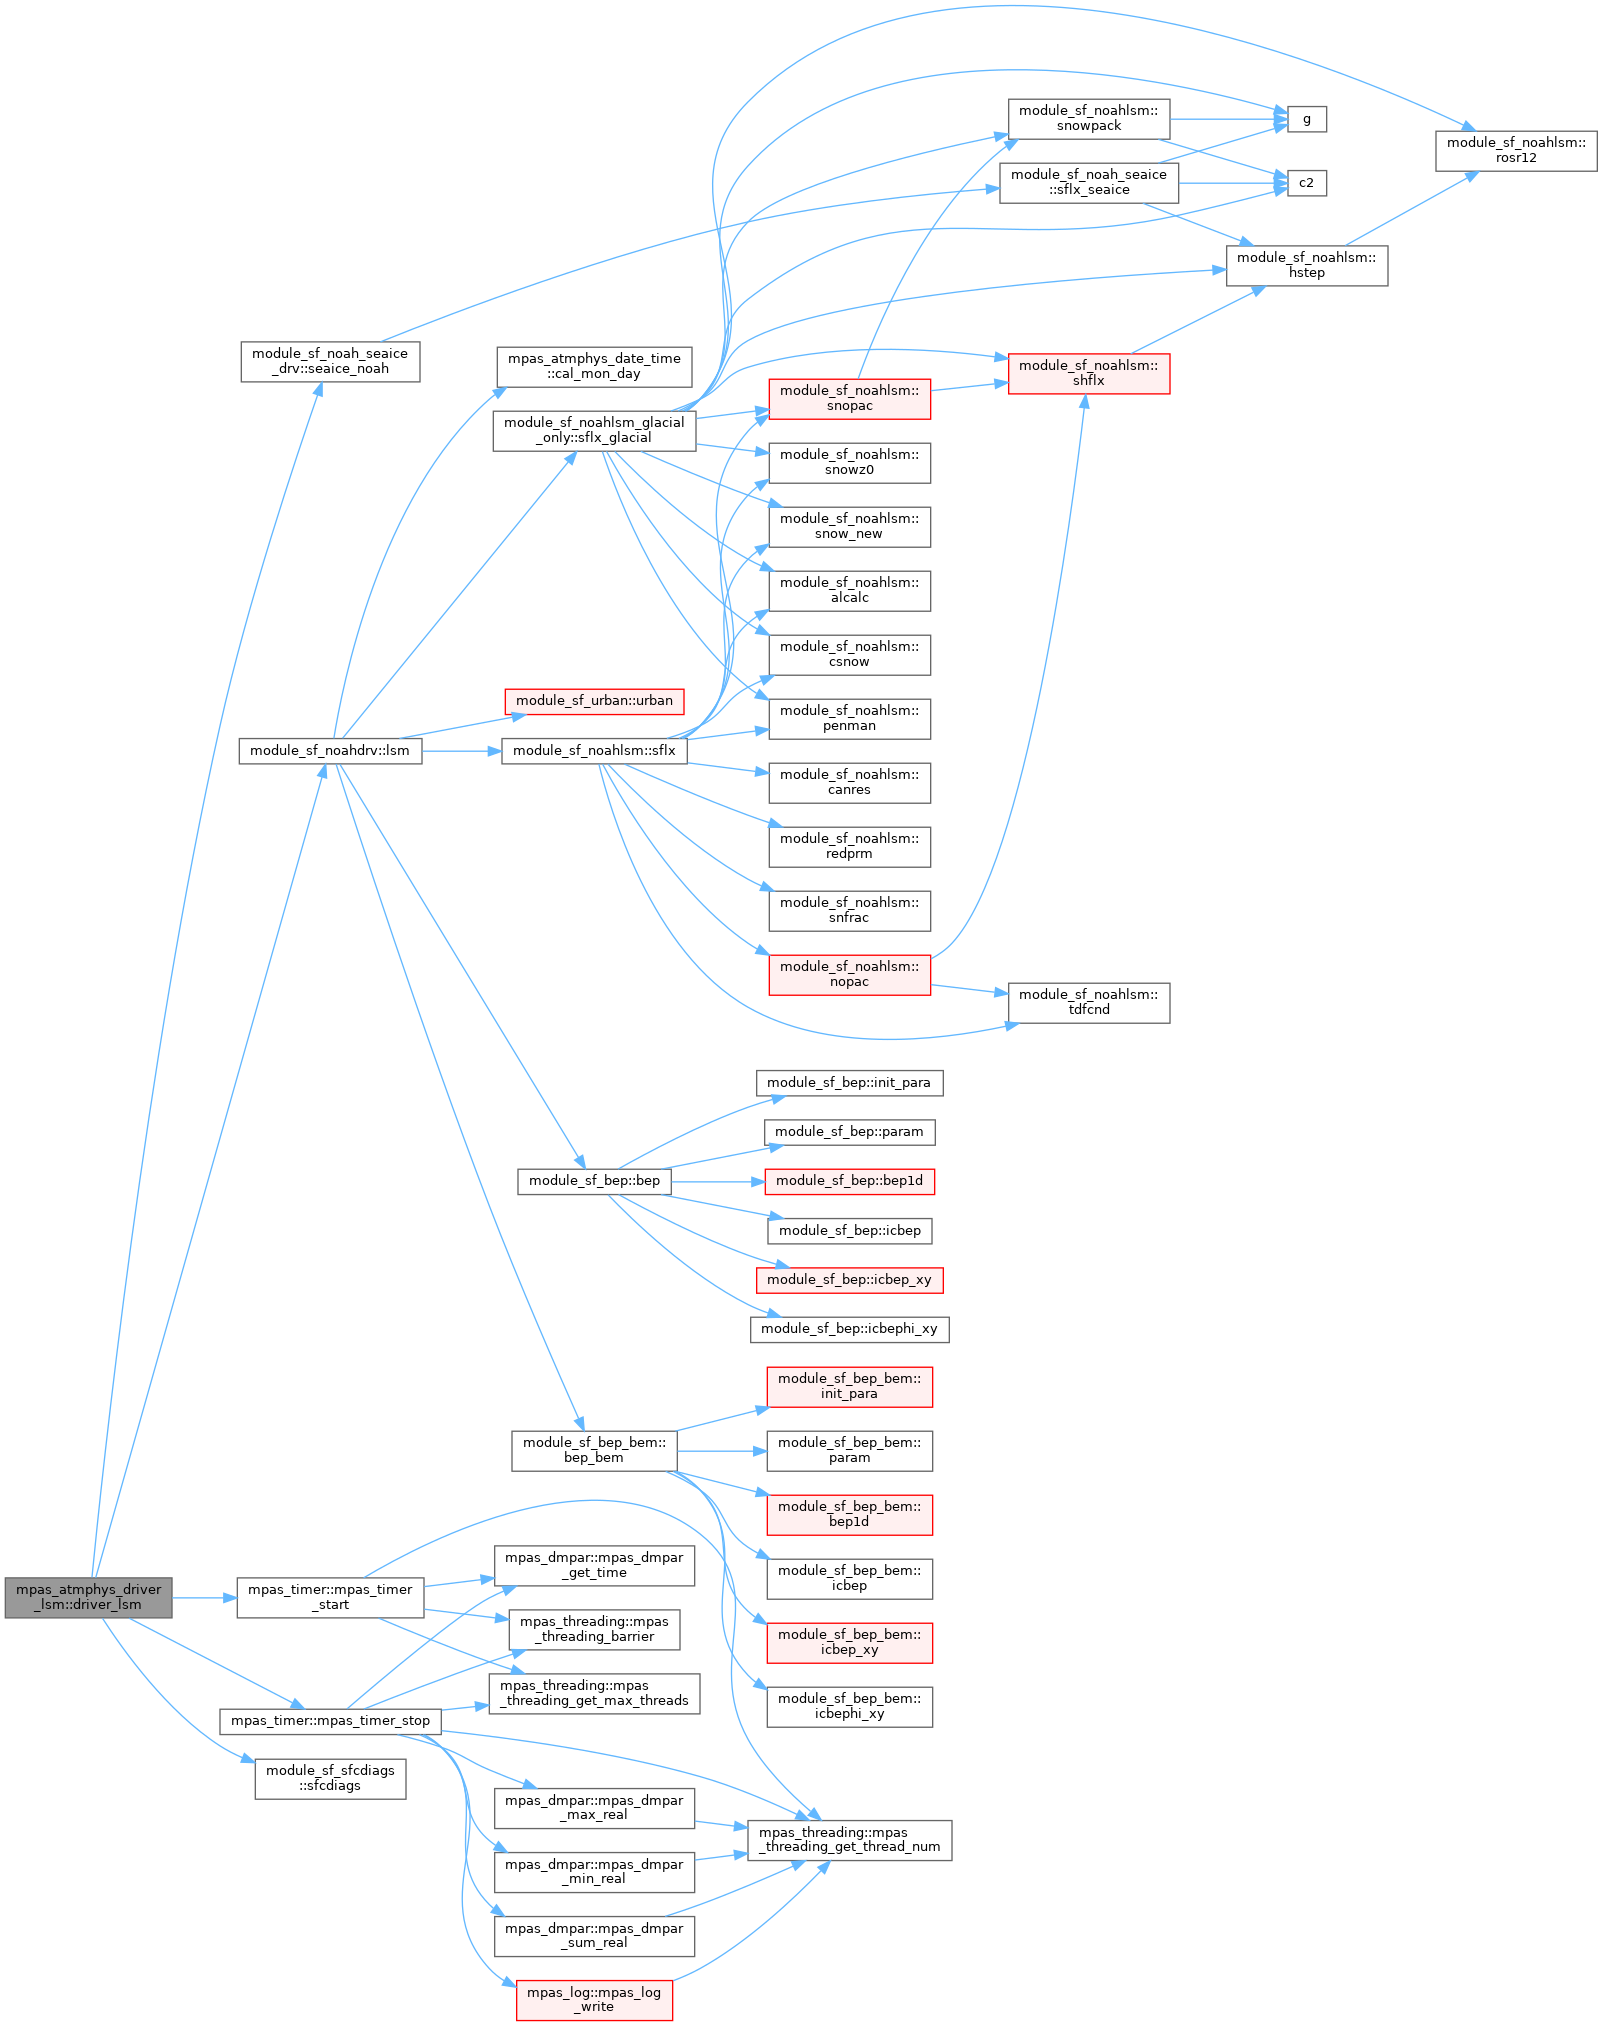 module_sf_noahlsm::
snowpack
g
module_sf_noahlsm::
rosr12
module_sf_noah_seaice
::sflx_seaice
c2
module_sf_noahlsm::
hstep
module_sf_noah_seaice
_drv::seaice_noah
mpas_atmphys_date_time
::cal_mon_day
module_sf_noahlsm::
shflx
module_sf_noahlsm::
snopac
module_sf_noahlsm_glacial
_only::sflx_glacial
module_sf_noahlsm::
snowz0
module_sf_noahlsm::
snow_new
module_sf_noahlsm::
alcalc
module_sf_noahlsm::
csnow
module_sf_urban::urban
module_sf_noahlsm::
penman
module_sf_noahdrv::lsm
module_sf_noahlsm::sflx
module_sf_noahlsm::
canres
module_sf_noahlsm::
redprm
module_sf_noahlsm::
snfrac
module_sf_noahlsm::
nopac
module_sf_noahlsm::
tdfcnd
module_sf_bep::init_para
module_sf_bep::param
module_sf_bep::bep
module_sf_bep::bep1d
module_sf_bep::icbep
module_sf_bep::icbep_xy
module_sf_bep::icbephi_xy
module_sf_bep_bem::
init_para
module_sf_bep_bem::
bep_bem
module_sf_bep_bem::
param
module_sf_bep_bem::
bep1d
mpas_dmpar::mpas_dmpar
_get_time
module_sf_bep_bem::
icbep
mpas_atmphys_driver
_lsm::driver_lsm
mpas_timer::mpas_timer
_start
mpas_threading::mpas
_threading_barrier
module_sf_bep_bem::
icbep_xy
mpas_threading::mpas
_threading_get_max_threads
module_sf_bep_bem::
icbephi_xy
mpas_timer::mpas_timer_stop
module_sf_sfcdiags
::sfcdiags
mpas_dmpar::mpas_dmpar
_max_real
mpas_threading::mpas
_threading_get_thread_num
mpas_dmpar::mpas_dmpar
_min_real
mpas_dmpar::mpas_dmpar
_sum_real
mpas_log::mpas_log
_write